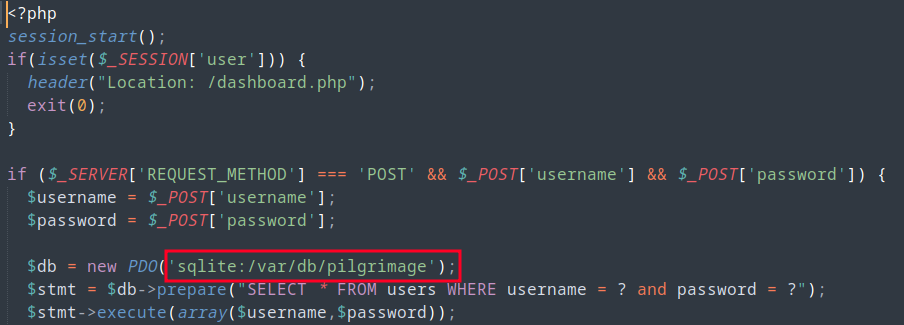 <?php
session_start();
if(isset($_SESSION['user'])) {
  header("Location: /dashboard.php");
  exit(0);
}

if ($_SERVER['REQUEST_METHOD'] === 'POST' && $_POST['username'] && $_POST['password']) {
  $username = $_POST['username'];
  $password = $_POST['password'];

  $db = new PDO('sqlite:/var/db/pilgrimage');
  $stmt = $db->prepare("SELECT * FROM users WHERE username = ? and password = ?");
  $stmt->execute(array($username,$password));